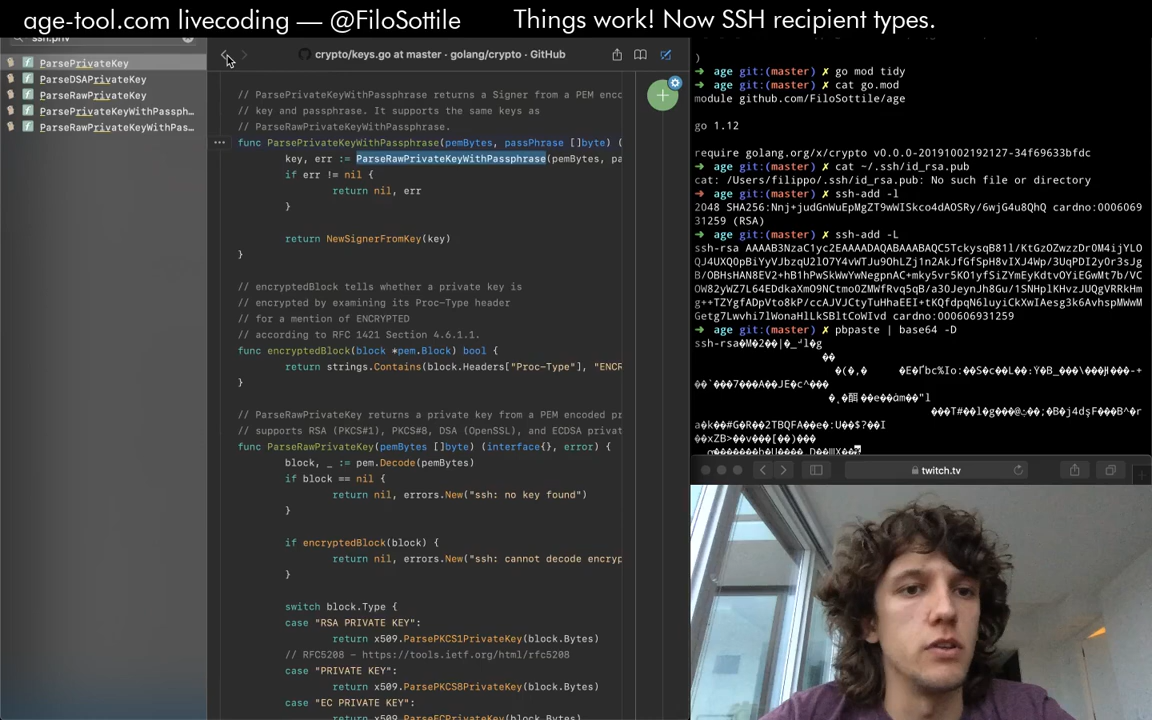 age-tool.com livecoding — @FiloSottile Things work! Now SSH recipient types.
ParsePrivateKey
ParseDSAPrivateKey
ParseRawPrivateKey
ParsePrivateKeyWithPassph...
ParseRawPrivateKeyWithPas...
crypto/keys.go at master · golang/crypto · GitHub
// ParsePrivateKeyWithPassphrase returns a Signer from a PEM enc
// key and passphrase. It supports the same keys as
// ParseRawPrivateKeyWithPassphrase.
func ParsePrivateKeyWithPassphrase(pemBytes, passPhrase []byte) (
key, err := ParseRawPrivateKeyWithPassphrase(pemBytes, pa
if err != nil {
return nil, err
}
return NewSignerFromKey(key)
}
// encryptedBlock tells whether a private key is
// encrypted by examining its Proc-Type header
// for a mention of ENCRYPTED
// according to RFC 1421 Section 4.6.1.1.
func encryptedBlock(block *pem.Block) bool {
return strings.Contains(block.Headers["Proc-Type"], "ENCR
}
// ParseRawPrivateKey returns a private key from a PEM encoded pr
// supports RSA (PKCS#1), PKCS#8, DSA (OpenSSL), and ECDSA privat
func ParseRawPrivateKey(pemBytes []byte) (interface{}, error) {
block, _ := pem.Decode(pemBytes)
if block == nil {
return nil, errors.New("ssh: no key found")
}
if encryptedBlock(block) {
return nil, errors.New("ssh: cannot decode encryp
}
switch block.Type {
case "RSA PRIVATE KEY":
return x509.ParsePKCS1PrivateKey(block.Bytes)
// RFC5208 - https://tools.ietf.org/html/rfc5208
case "PRIVATE KEY":
return x509.ParsePKCS8PrivateKey(block.Bytes)
case "EC PRIVATE KEY":
return x509.ParseECPrivateKey(block.Bytes)
)
➜ age git:(master) ✗ go mod tidy
➜ age git:(master) ✗ cat go.mod
module github.com/FiloSottile/age
go 1.12
require golang.org/x/crypto v0.0.0-20191002192127-34f69633bfdc
➜ age git:(master) ✗ cat ~/.ssh/id_rsa.pub
cat: /Users/filippo/.ssh/id_rsa.pub: No such file or directory
➜ age git:(master) ✗ ssh-add -l
2048 SHA256:Nnj+judGnWuEpMgZT9wWISkco4dAOSRy/6wjG4u8QhQ cardno:0006069
31259 (RSA)
➜ age git:(master) ✗ ssh-add -L
➜ age git:(master) ✗ pbpaste | base64 -D
twitch.tv